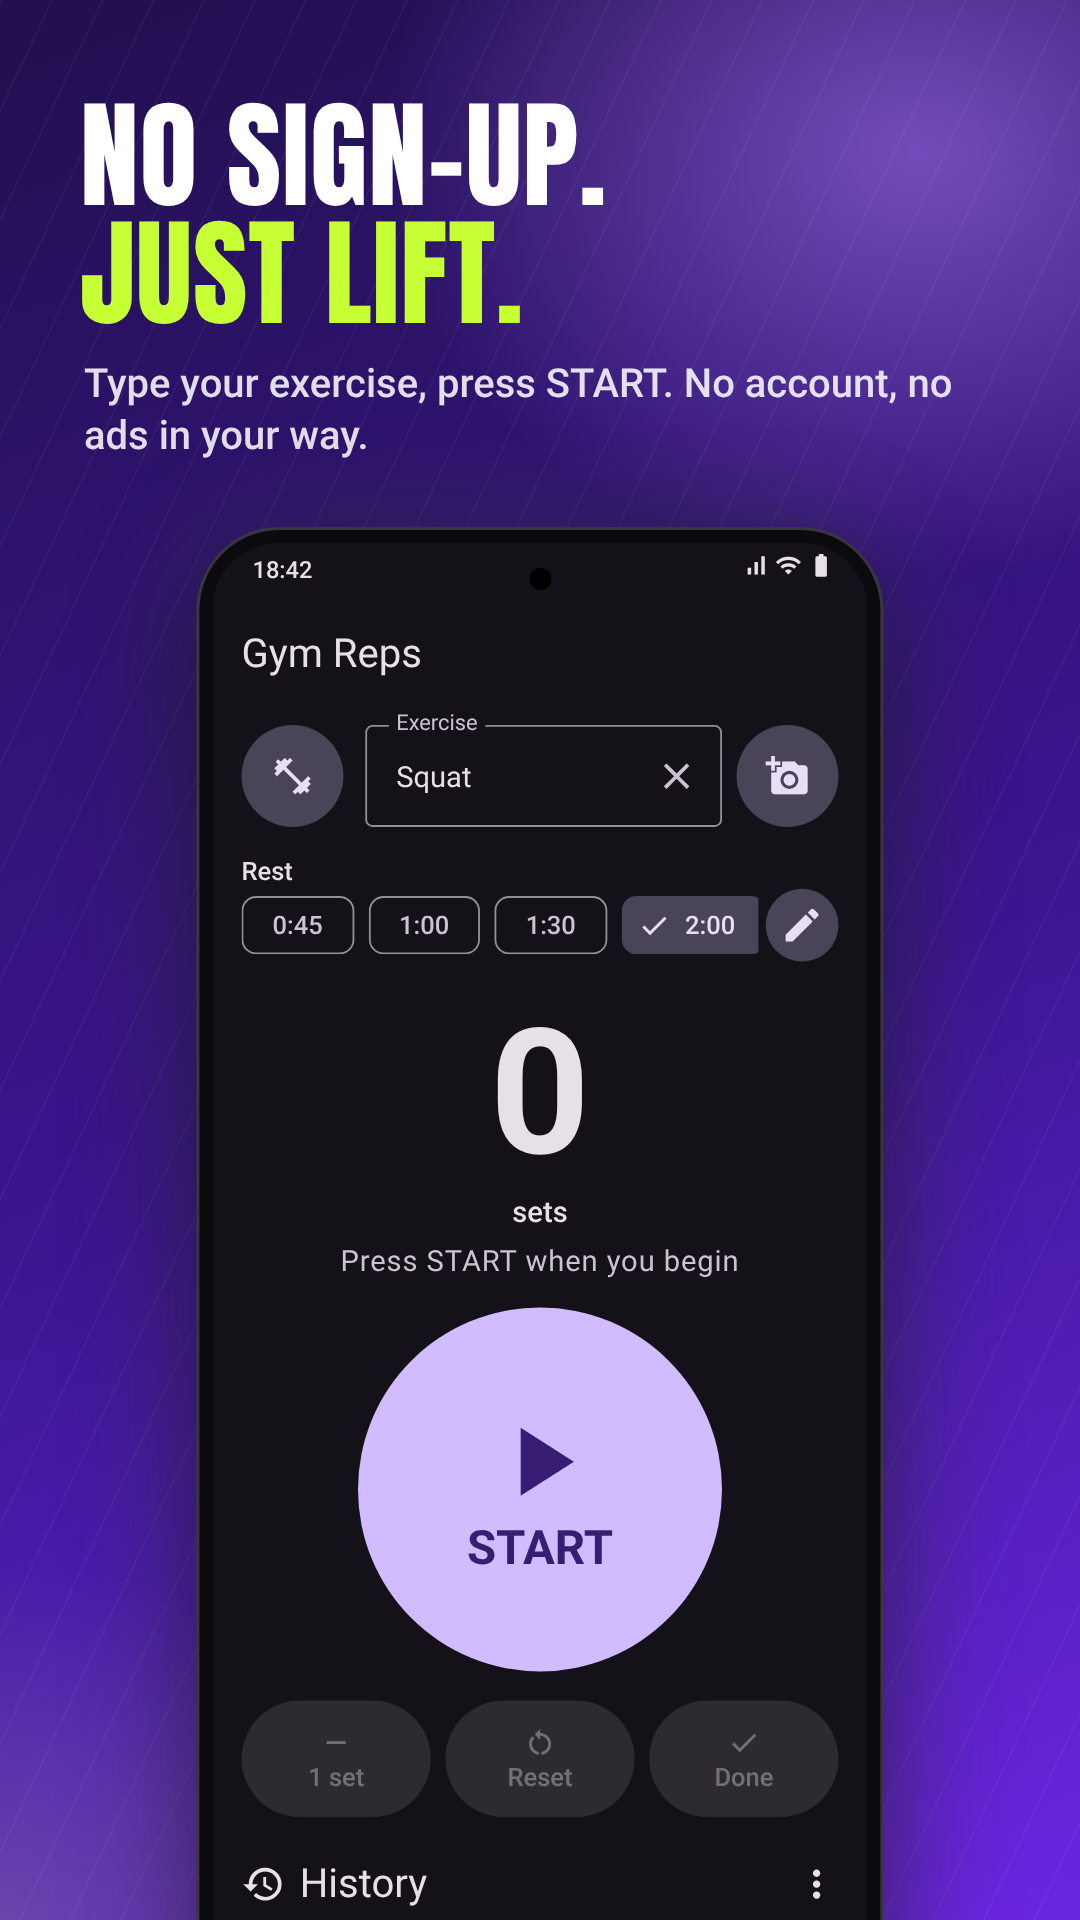 NO SIGN-UP.
JUST LIFT.
Type your exercise, press START. No account, no
ads in your way.
18:42
Gym Reps
Exercise
Squat
Rest
0:45
1:00
1:30
2:00
0
sets
Press START when you begin
START
1 set
Reset
Done
History